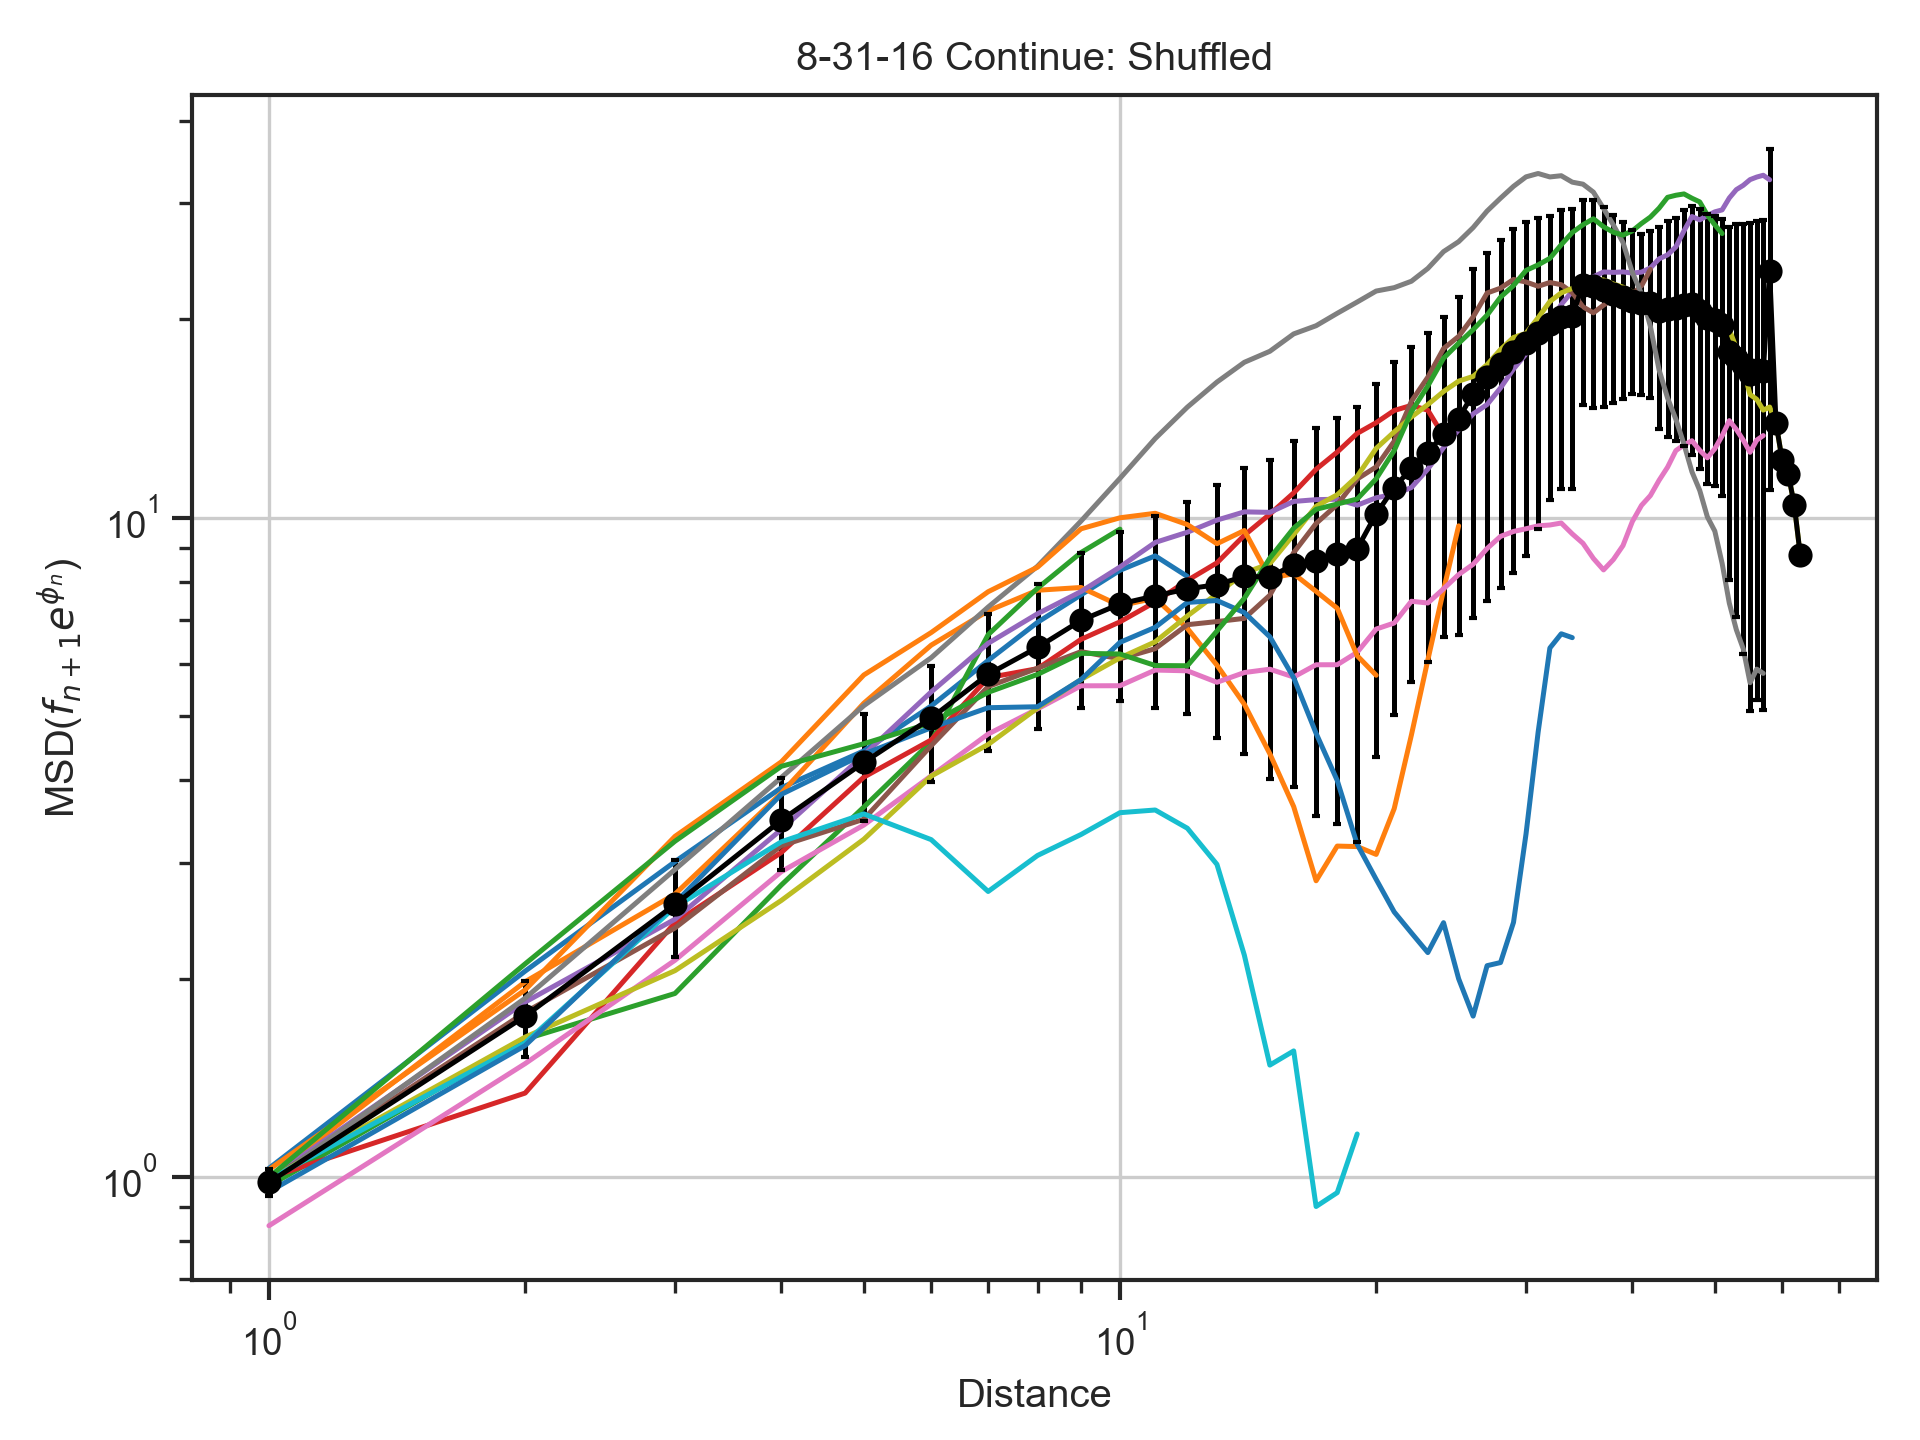 8-31-16 Continue: Shuffled
MSD(f_{n+1}e^{ϕ_n})
10^1
10^0
10^0
10^1
Distance